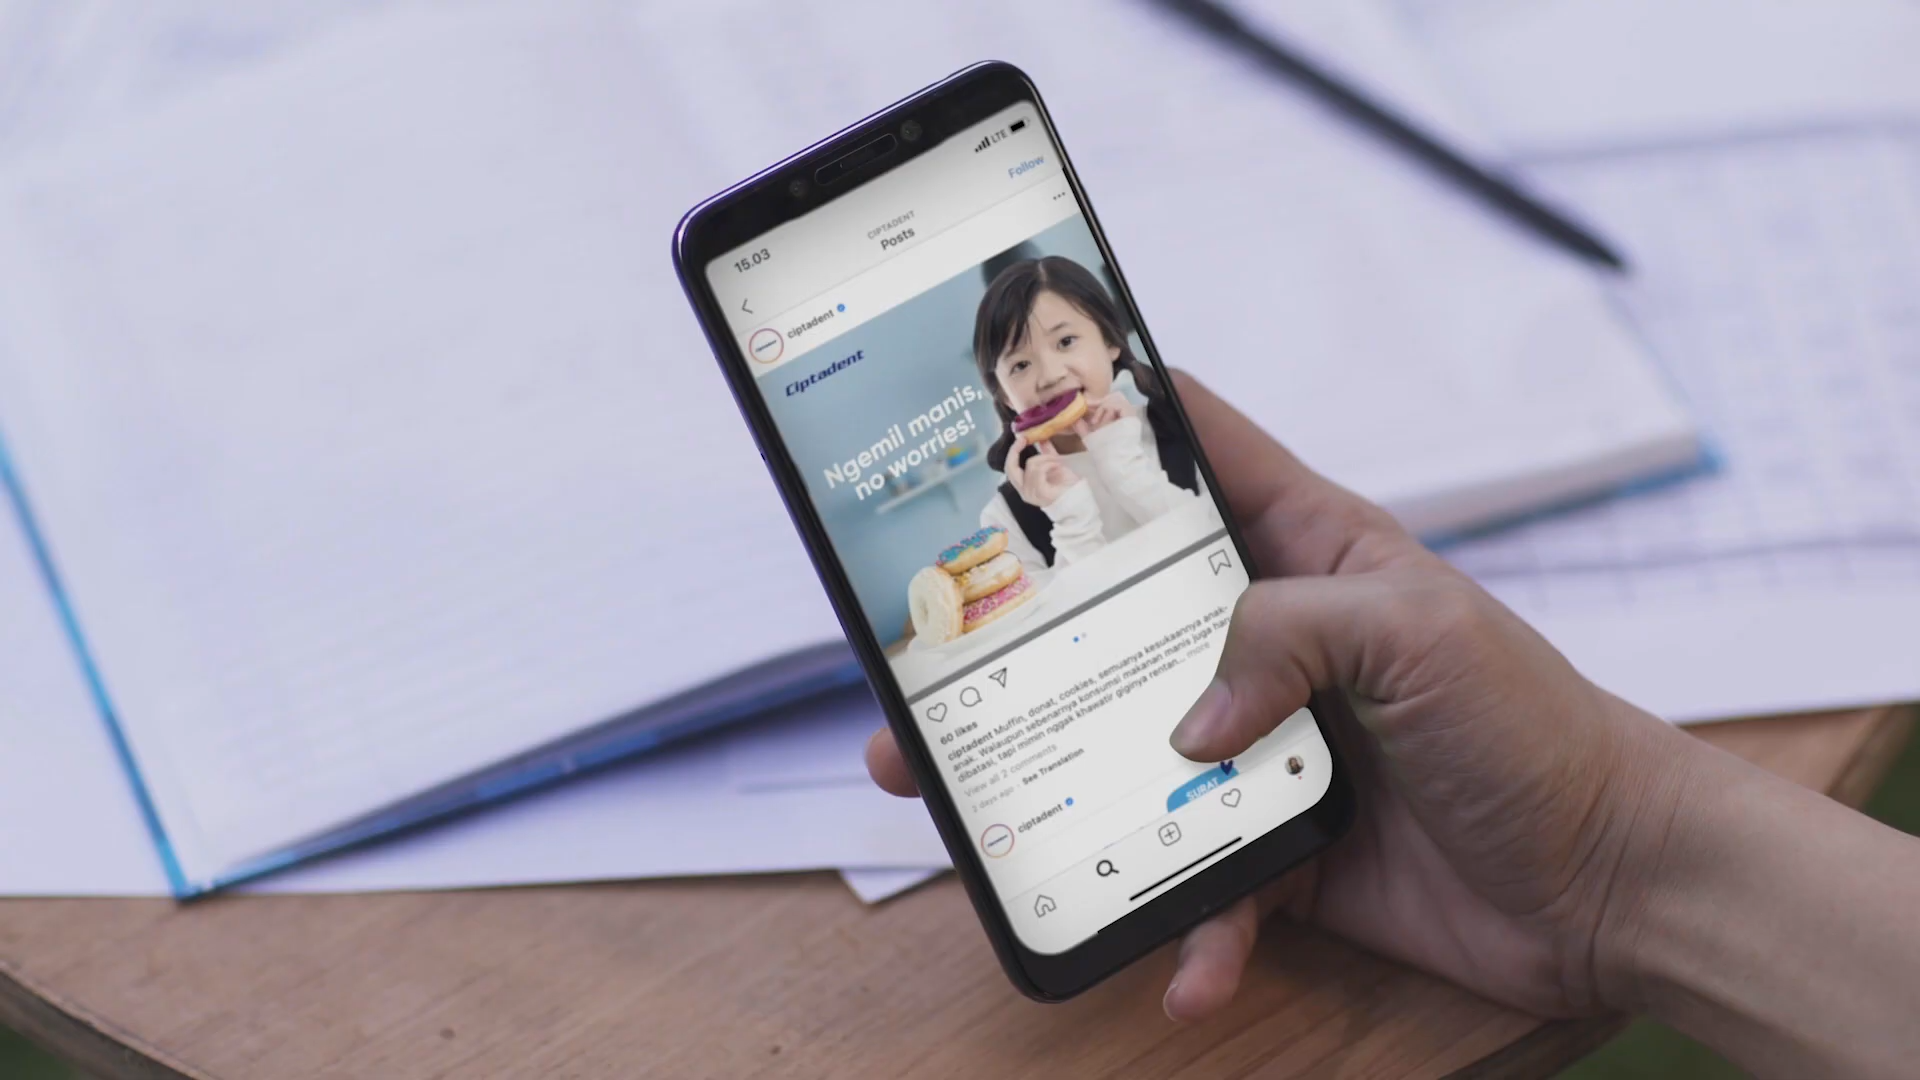 15.03
LTE
Follow
CIPTADENT
Posts
ciptadent
Ciptadent
Ngemil manis,
no worries!
60 likes
ciptadent Muffin, donat, cookies, semuanya kesukaannya anak-
anak. Walaupun sebenarnya konsumsi makanan manis juga har
dibatasi, tapi mimin nggak khawatir giginya rentan... more
View all 2 comments
2 days ago · See Translation
ciptadent
SURAT